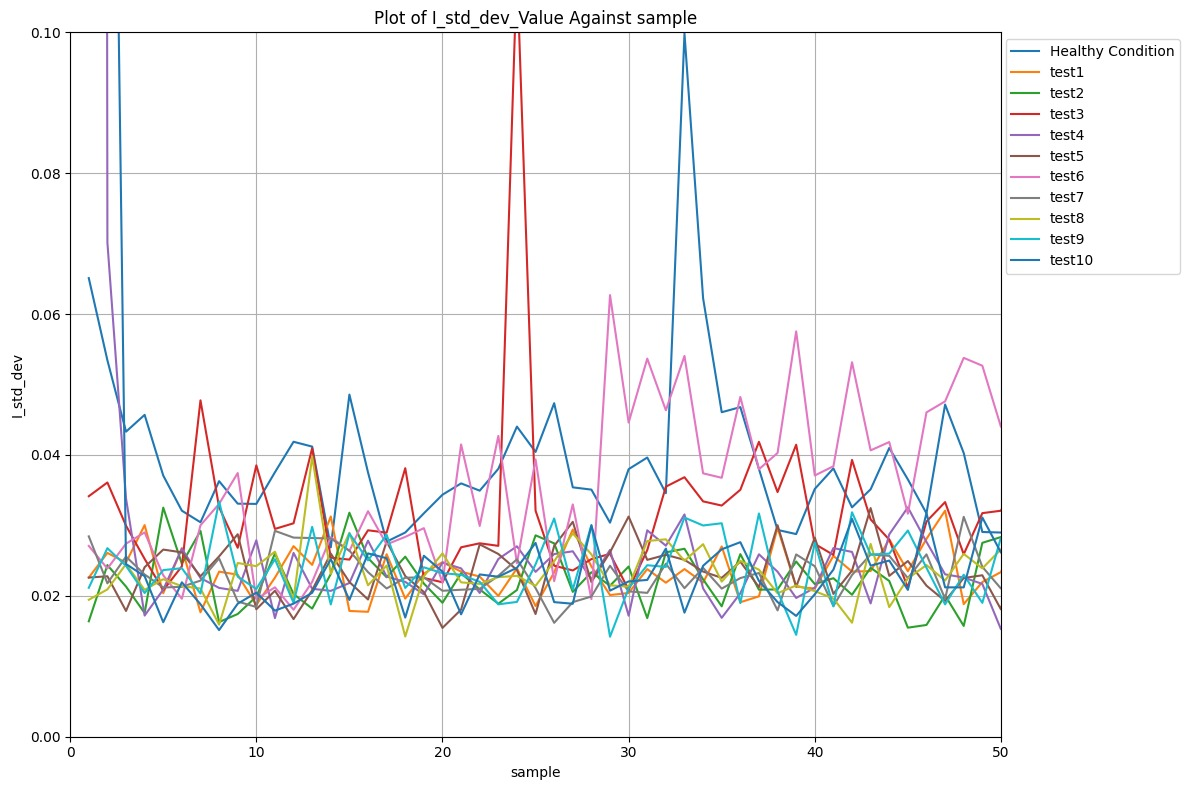 Plot of I_std_dev_Value Against sample
0.10
0.08
0.06
0.04
0.02
0.00
I_std_dev
0
10
20
30
40
50
sample
Healthy Condition
test1
test2
test3
test4
test5
test6
test7
test8
test9
test10